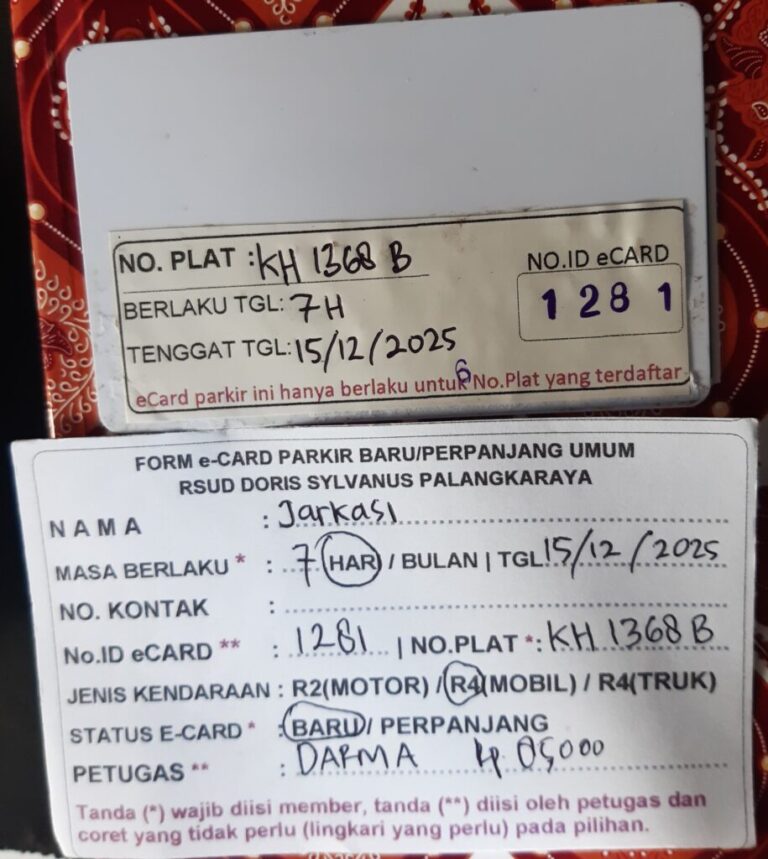 NO. PLAT : KH 1368 B
NO.ID eCARD
1281
BERLAKU TGL: 7H
TENGGAT TGL: 15/12/2025
eCard parkir ini hanya berlaku untuk No.Plat yang terdaftar
FORM e-CARD PARKIR BARU/PERPANJANG UMUM
RSUD DORIS SYLVANUS PALANGKARAYA
NAMA : Jarkasi
MASA BERLAKU * : 7 HARI / BULAN | TGL 15/12/2025
NO. KONTAK :
No.ID eCARD ** : 1281 | NO.PLAT *: KH 1368 B
JENIS KENDARAAN : R2(MOTOR) / R4(MOBIL) / R4(TRUK)
STATUS E-CARD * : BARU/ PERPANJANG
PETUGAS ** : DARMA
Tanda (*) wajib diisi member, tanda (**) diisi oleh petugas dan
coret yang tidak perlu (lingkari yang perlu) pada pilihan.